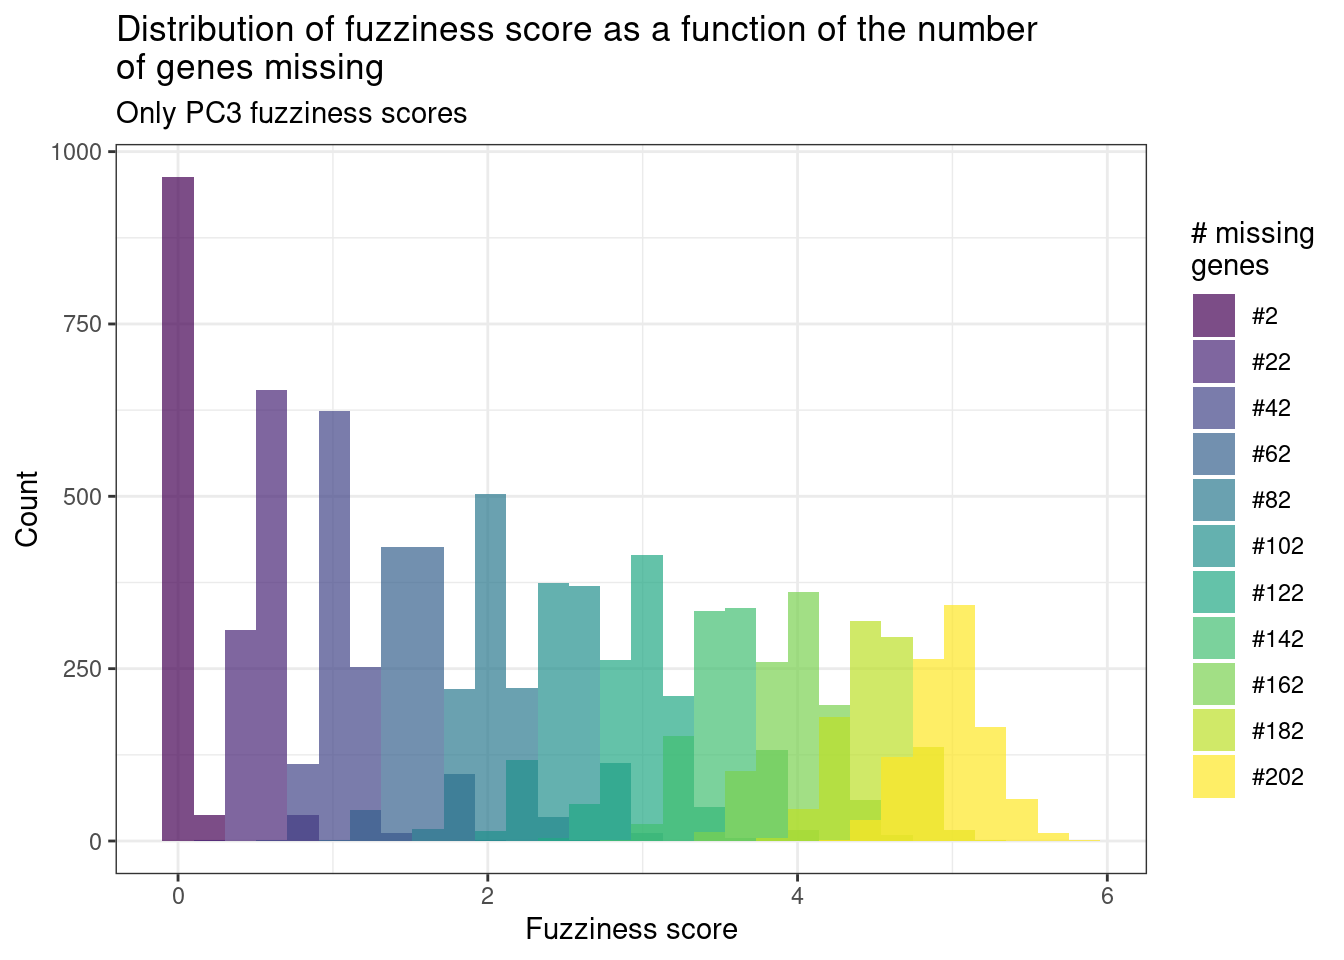 Distribution of fuzziness score as a function of the number
of genes missing
Only PC3 fuzziness scores
1000
750
500
250
0
Count
0
2
4
6
Fuzziness score
# missing
genes
#2
#22
#42
#62
#82
#102
#122
#142
#162
#182
#202